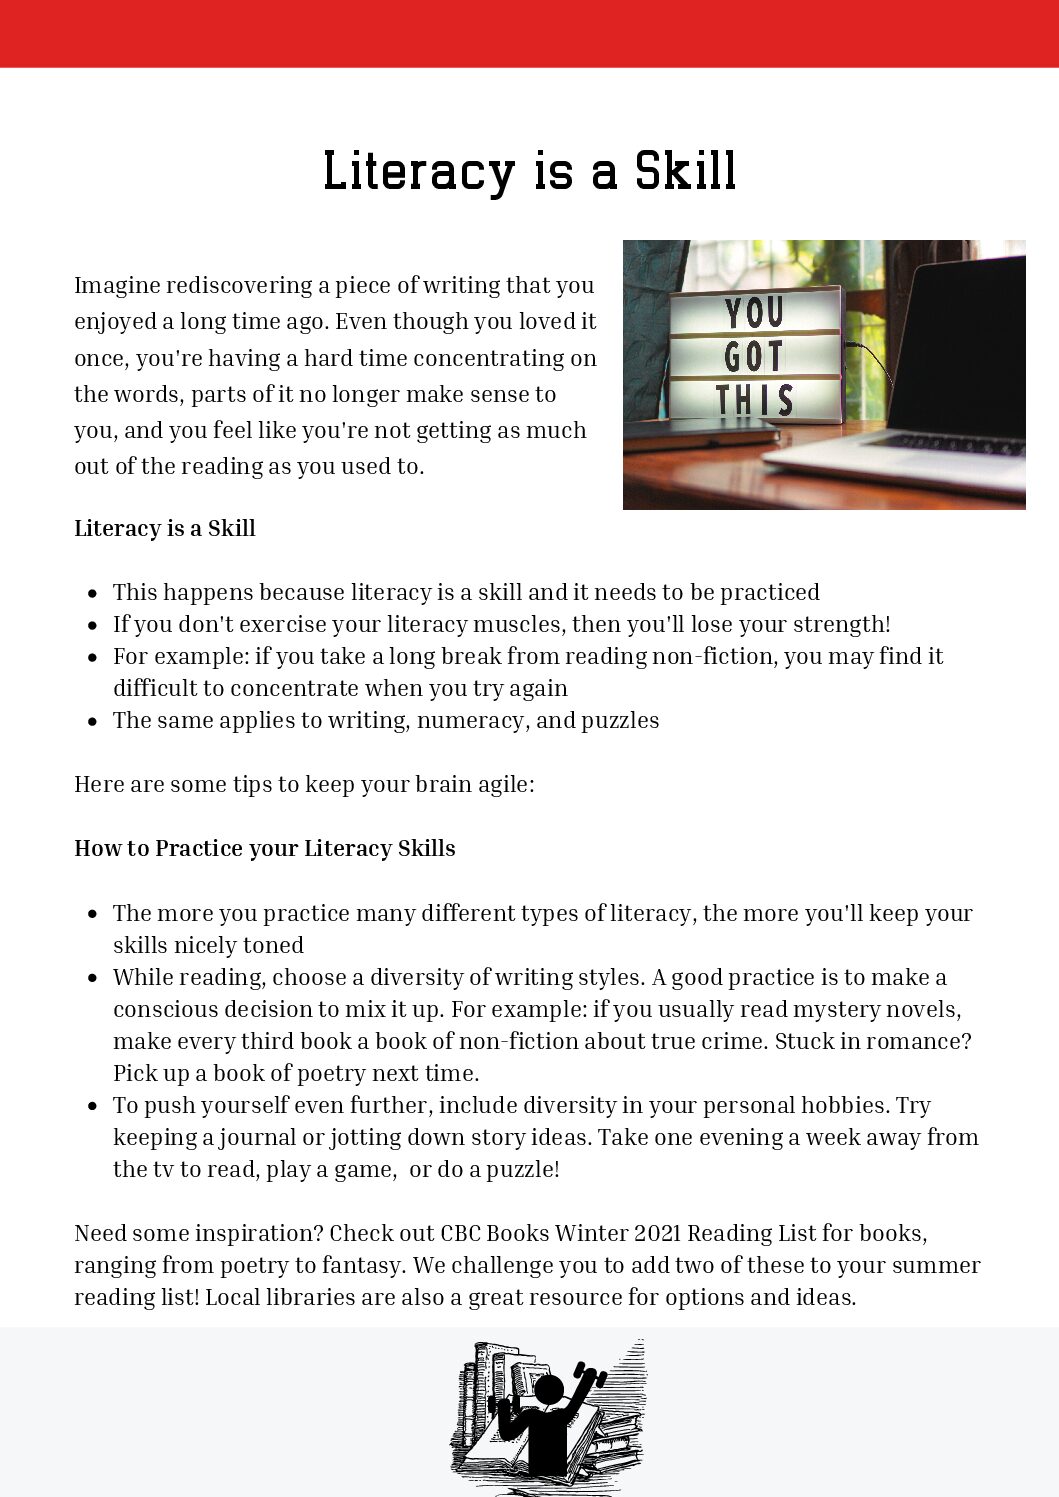 Literacy is a Skill
Imagine rediscovering a piece of writing that you
enjoyed a long time ago. Even though you loved it
once, you're having a hard time concentrating on
the words, parts of it no longer make sense to
you, and you feel like you're not getting as much
out of the reading as you used to.
YOU
GOT
THIS
Literacy is a Skill
• This happens because literacy is a skill and it needs to be practiced
• If you don't exercise your literacy muscles, then you'll lose your strength!
• For example: if you take a long break from reading non-fiction, you may find it
difficult to concentrate when you try again
• The same applies to writing, numeracy, and puzzles
Here are some tips to keep your brain agile:
How to Practice your Literacy Skills
• The more you practice many different types of literacy, the more you'll keep your
skills nicely toned
• While reading, choose a diversity of writing styles. A good practice is to make a
conscious decision to mix it up. For example: if you usually read mystery novels,
make every third book a book of non-fiction about true crime. Stuck in romance?
Pick up a book of poetry next time.
• To push yourself even further, include diversity in your personal hobbies. Try
keeping a journal or jotting down story ideas. Take one evening a week away from
the tv to read, play a game,  or do a puzzle!
Need some inspiration? Check out CBC Books Winter 2021 Reading List for books,
ranging from poetry to fantasy. We challenge you to add two of these to your summer
reading list! Local libraries are also a great resource for options and ideas.